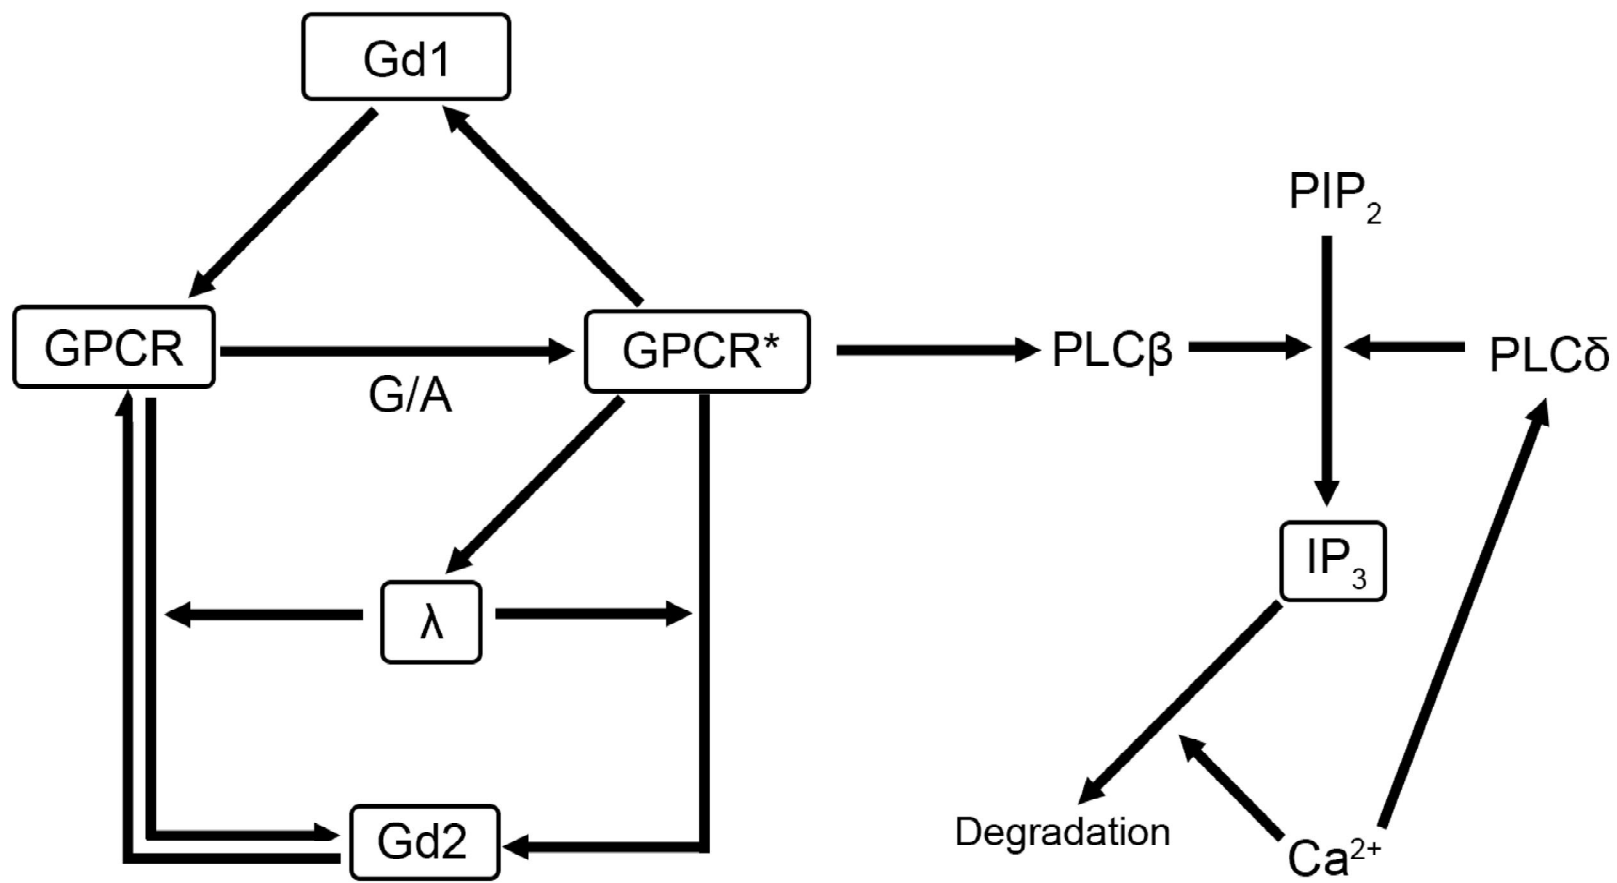 Gd1
PIP₂
GPCR
GPCR*
PLCβ
PLCδ
G/A
IP₃
λ
Gd2
Degradation
Ca²⁺